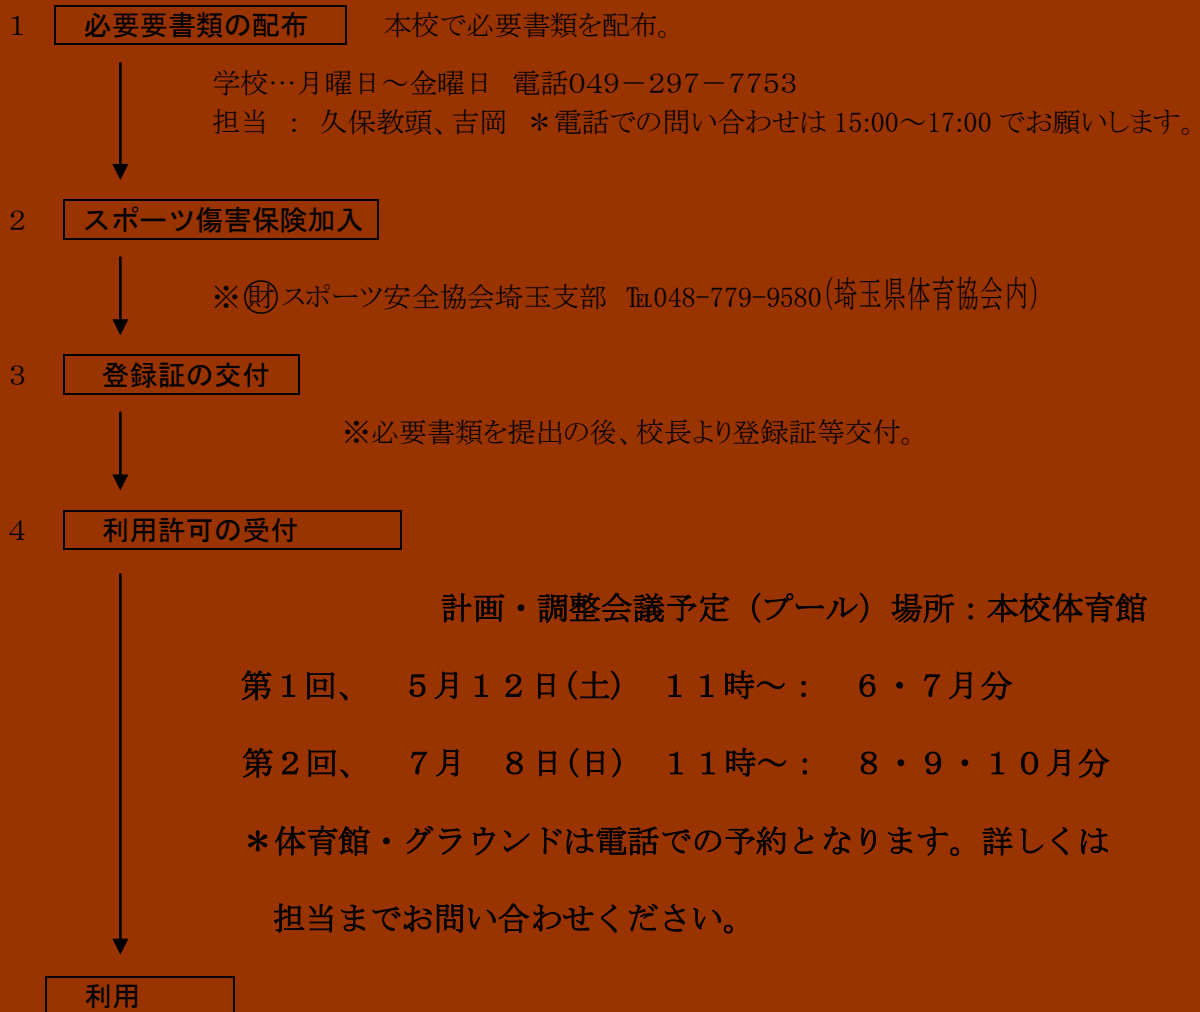 1 必要要書類の配布 本校で必要書類を配布。
学校…月曜日～金曜日 電話049－297－7753
担当 ： 久保教頭、吉岡 ＊電話での問い合わせは 15:00～17:00 でお願いします。
2 スポーツ傷害保険加入
※㊖スポーツ安全協会埼玉支部 ℡048-779-9580(埼玉県体育協会内)
3 登録証の交付
※必要書類を提出の後、校長より登録証等交付。
4 利用許可の受付
計画・調整会議予定（プール）場所：本校体育館
第１回、 ５月１２日(土) １１時～： ６・７月分
第２回、 ７月 ８日(日) １１時～： ８・９・１０月分
＊体育館・グラウンドは電話での予約となります。詳しくは
担当までお問い合わせください。
利用